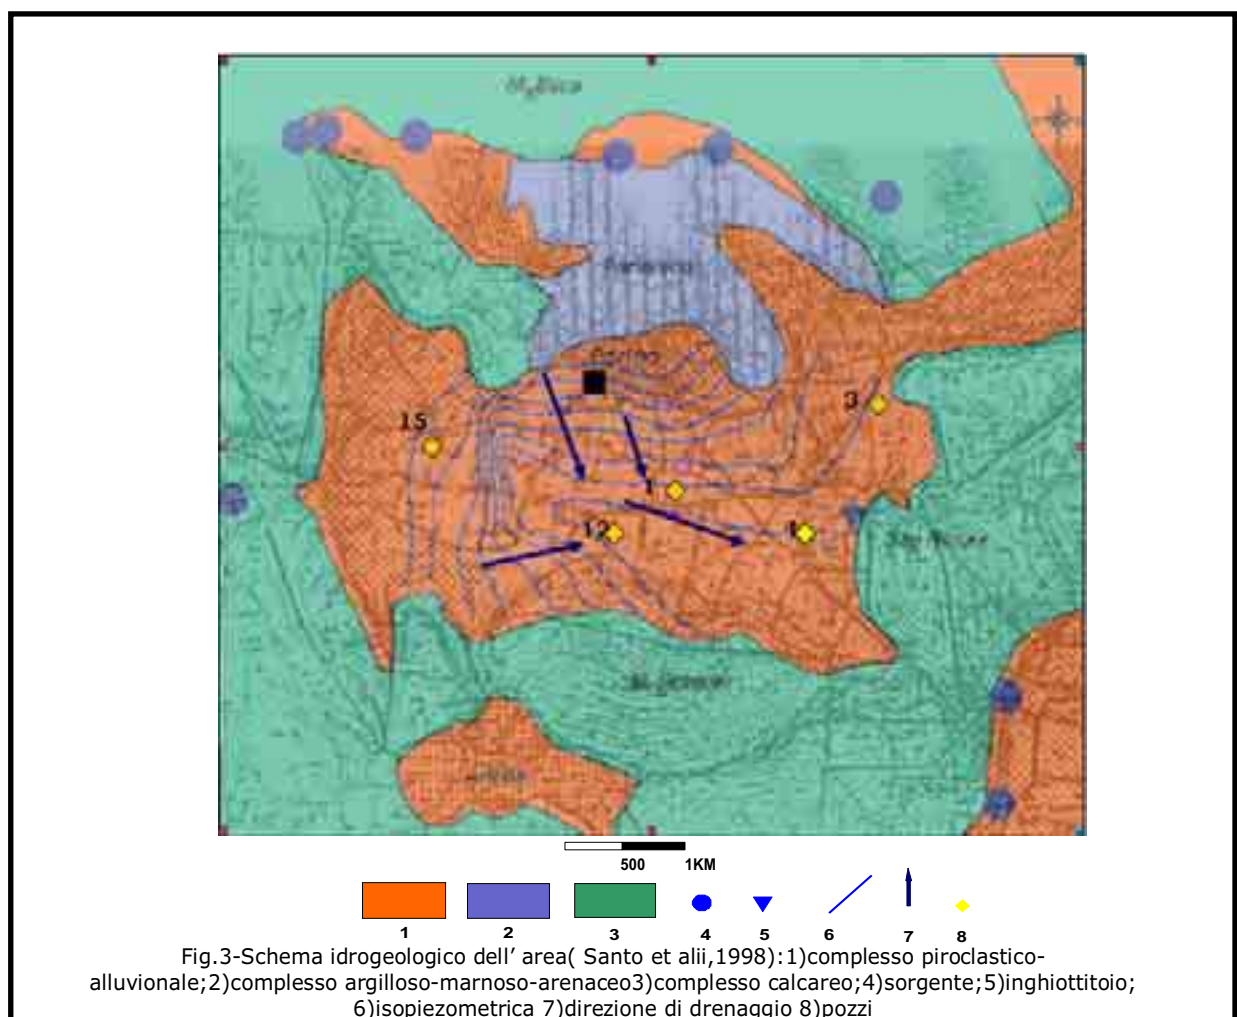 15
3
1
12
4
500 1KM
1 2 3 4 5 6 7 8
Fig.3-Schema idrogeologico dell' area( Santo et alii,1998):1)complesso piroclastico-
alluvionale;2)complesso argilloso-marnoso-arenaceo3)complesso calcareo;4)sorgente;5)inghiottitoio;
6)isopiezometrica 7)direzione di drenaggio 8)pozzi